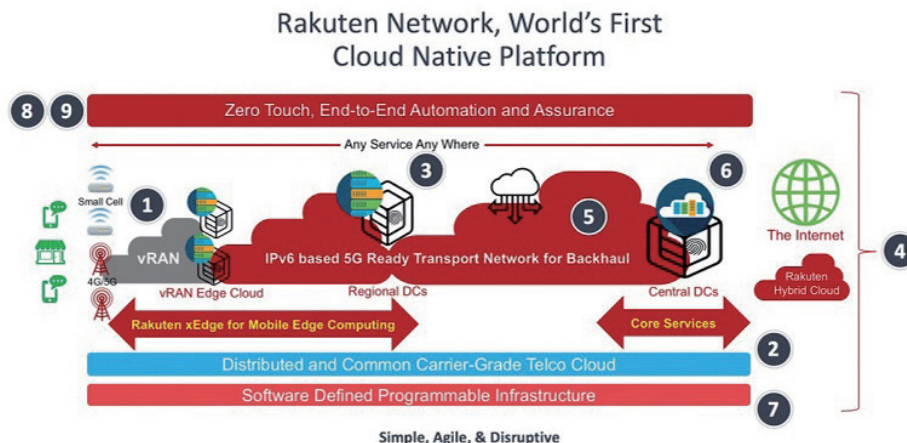 Rakuten Network, World's First
Cloud Native Platform
8
9
Zero Touch, End-to-End Automation and Assurance
Any Service Any Where
Small Cell
1
3
6
5
vRAN
IPv6 based 5G Ready Transport Network for Backhaul
The Internet
4
4G/5G
vRAN Edge Cloud
Regional DCs
Central DCs
Rakuten
Hybrid Cloud
Rakuten xEdge for Mobile Edge Computing
Core Services
Distributed and Common Carrier-Grade Telco Cloud
2
Software Defined Programmable Infrastructure
7
Simple, Agile, & Disruptive